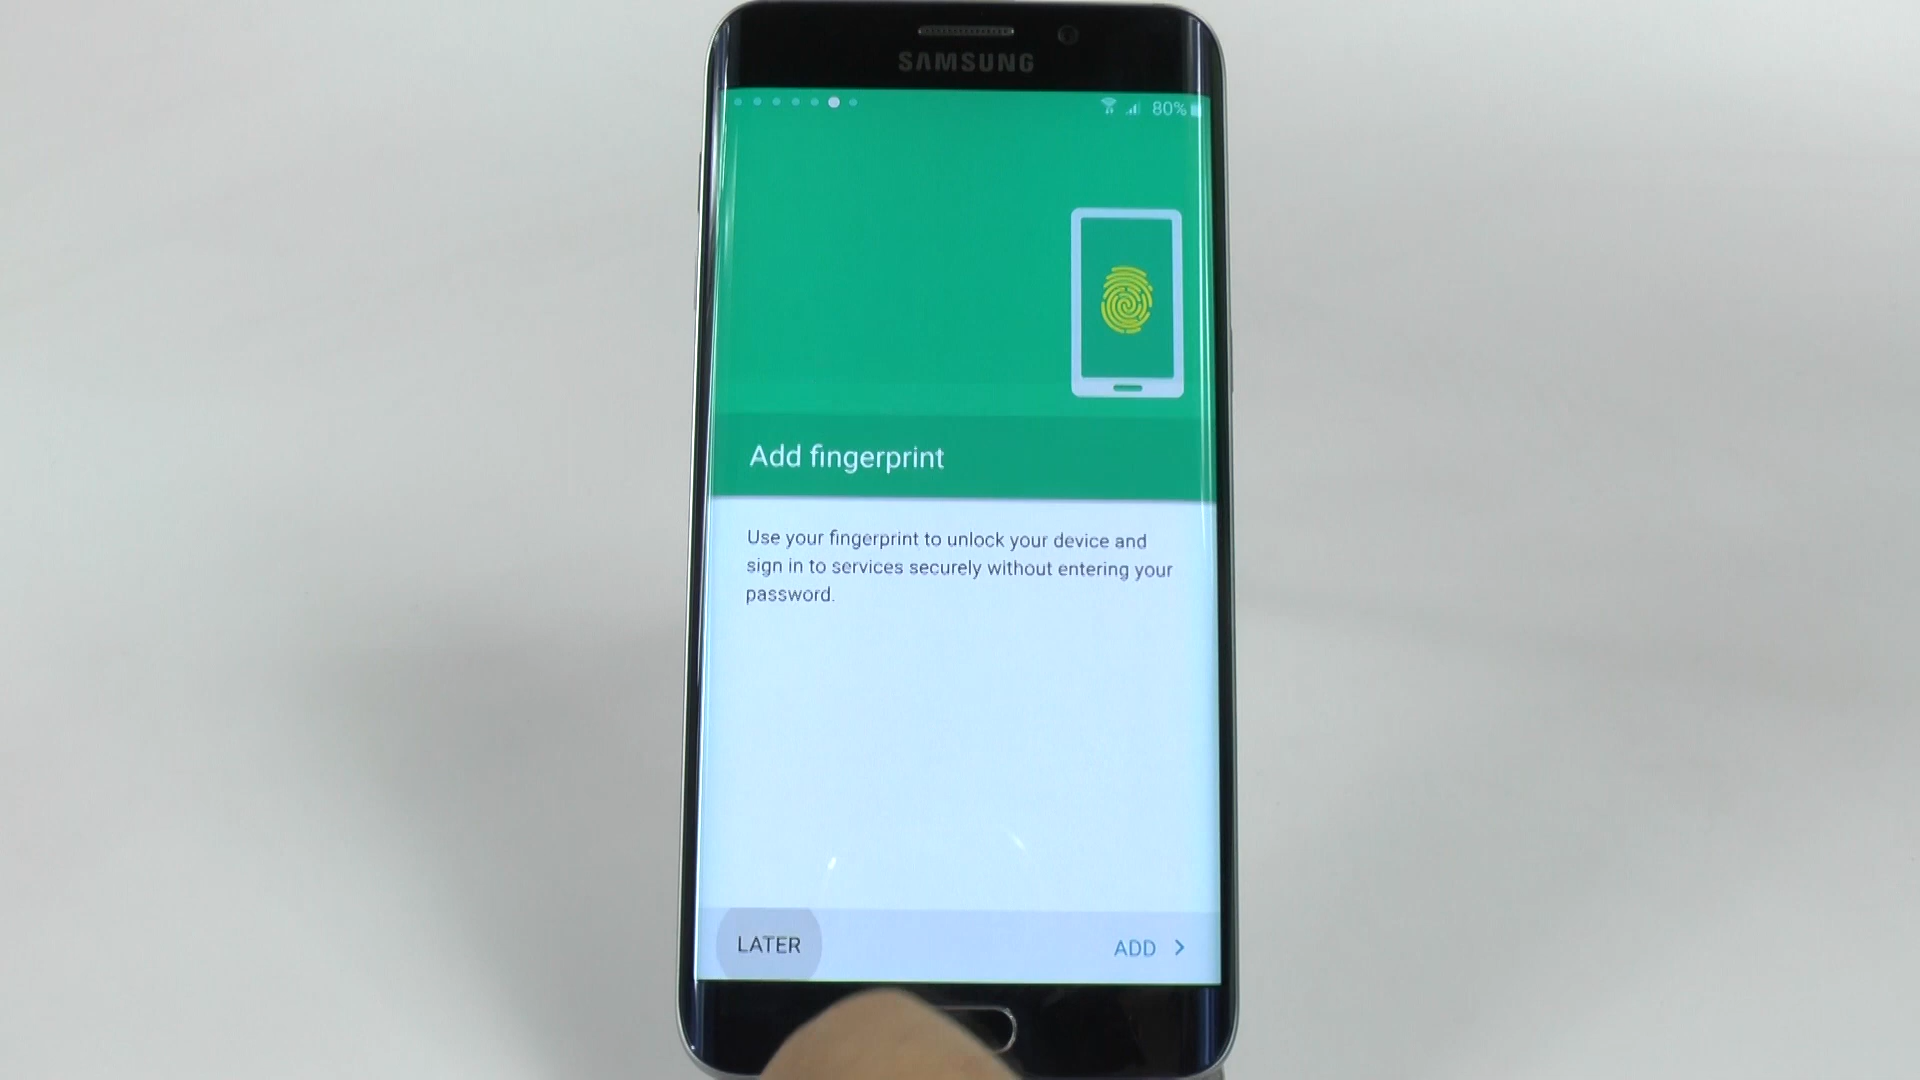 SAMSUNG
80%
Add fingerprint
Use your fingerprint to unlock your device and
sign in to services securely without entering your
password.
LATER
ADD >